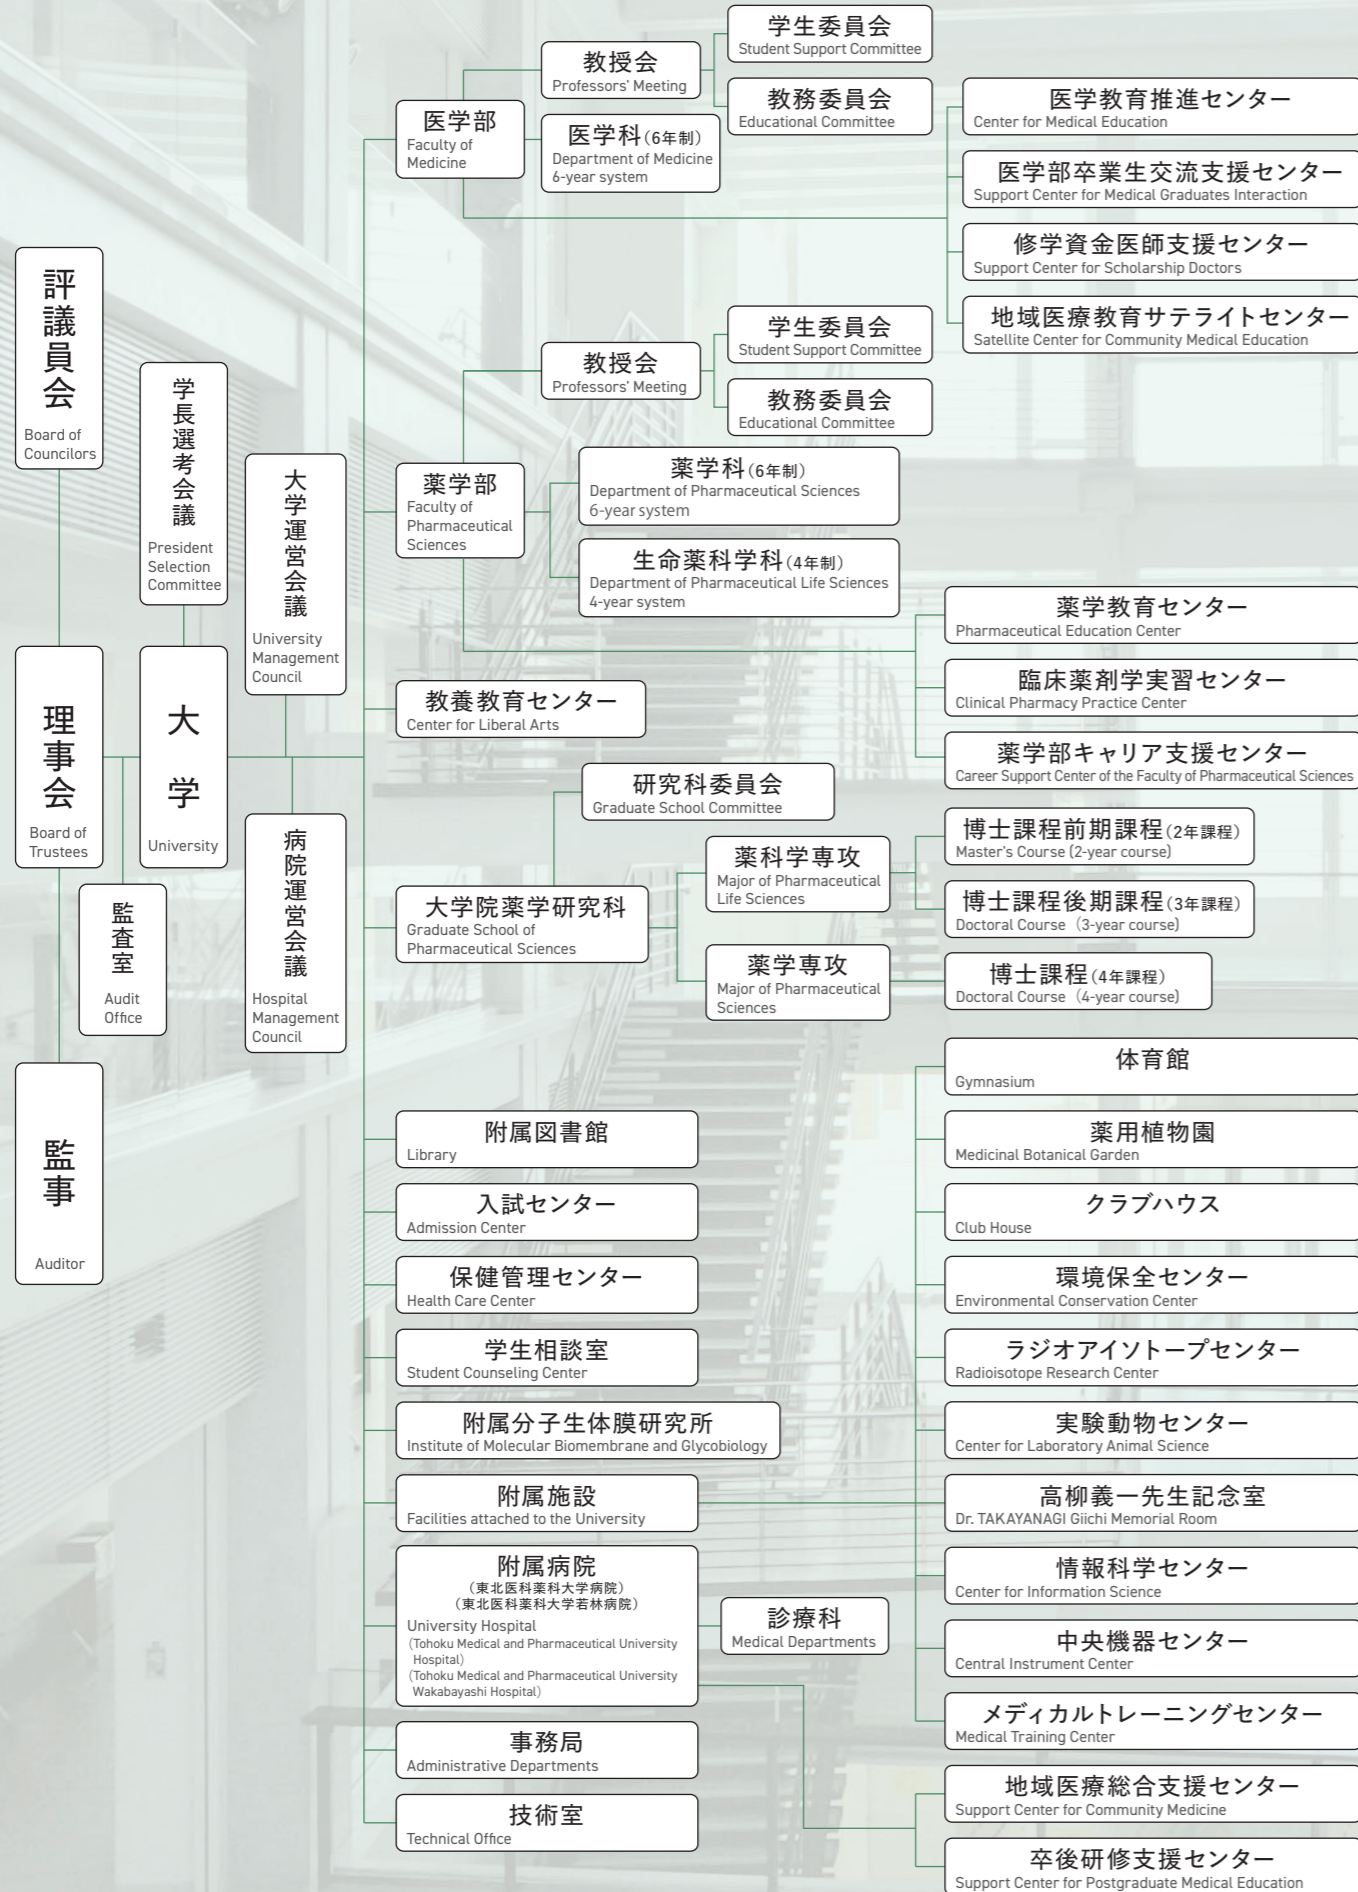 評議員会
Board of
Councilors
理事会
Board of
Trustees
監事
Auditor
監査室
Audit
Office
学長選考会議
President
Selection
Committee
大学
University
大学運営会議
University
Management
Council
病院運営会議
Hospital
Management
Council
医学部
Faculty of
Medicine
教授会
Professors' Meeting
学生委員会
Student Support Committee
教務委員会
Educational Committee
医学科(6年制)
Department of Medicine
6-year system
医学教育推進センター
Center for Medical Education
医学部卒業生交流支援センター
Support Center for Medical Graduates Interaction
修学資金医師支援センター
Support Center for Scholarship Doctors
地域医療教育サテライトセンター
Satellite Center for Community Medical Education
薬学部
Faculty of
Pharmaceutical
Sciences
教授会
Professors' Meeting
学生委員会
Student Support Committee
教務委員会
Educational Committee
薬学科(6年制)
Department of Pharmaceutical Sciences
6-year system
生命薬科学科(4年制)
Department of Pharmaceutical Life Sciences
4-year system
薬学教育センター
Pharmaceutical Education Center
臨床薬剤学実習センター
Clinical Pharmacy Practice Center
薬学部キャリア支援センター
Career Support Center of the Faculty of Pharmaceutical Sciences
教養教育センター
Center for Liberal Arts
大学院薬学研究科
Graduate School of
Pharmaceutical Sciences
研究科委員会
Graduate School Committee
薬科学専攻
Major of Pharmaceutical
Life Sciences
博士課程前期課程(2年課程)
Master's Course (2-year course)
博士課程後期課程(3年課程)
Doctoral Course (3-year course)
薬学専攻
Major of Pharmaceutical
Sciences
博士課程(4年課程)
Doctoral Course (4-year course)
附属図書館
Library
入試センター
Admission Center
保健管理センター
Health Care Center
学生相談室
Student Counseling Center
附属分子生体膜研究所
Institute of Molecular Biomembrane and Glycobiology
附属施設
Facilities attached to the University
体育館
Gymnasium
薬用植物園
Medicinal Botanical Garden
クラブハウス
Club House
環境保全センター
Environmental Conservation Center
ラジオアイソトープセンター
Radioisotope Research Center
実験動物センター
Center for Laboratory Animal Science
高柳義一先生記念室
Dr. TAKAYANAGI Giichi Memorial Room
情報科学センター
Center for Information Science
中央機器センター
Central Instrument Center
メディカルトレーニングセンター
Medical Training Center
附属病院
(東北医科薬科大学病院)
(東北医科薬科大学若林病院)
University Hospital
(Tohoku Medical and Pharmaceutical University
Hospital)
(Tohoku Medical and Pharmaceutical University
Wakabayashi Hospital)
診療科
Medical Departments
地域医療総合支援センター
Support Center for Community Medicine
卒後研修支援センター
Support Center for Postgraduate Medical Education
事務局
Administrative Departments
技術室
Technical Office